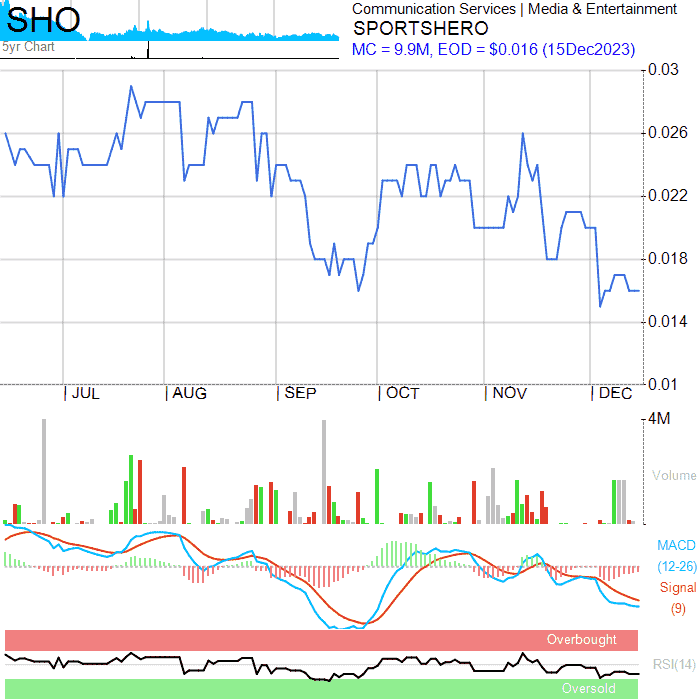 SHO
5yr Chart
Communication Services | Media & Entertainment
SPORTSHERO
MC = 9.9M, EOD = $0.016 (15Dec2023)
0.03
0.026
0.022
0.018
0.014
0.01
| JUL | AUG | SEP | OCT | NOV | DEC
4M
Volume
MACD
(12-26)
Signal
(9)
Overbought
RSI(14)
Oversold